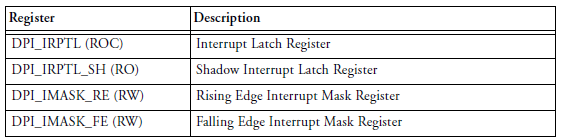 Register Description
DPI_IRPTL (ROC) Interrupt Latch Register
DPI_IRPTL_SH (RO) Shadow Interrupt Latch Register
DPI_IMASK_RE (RW) Rising Edge Interrupt Mask Register
DPI_IMASK_FE (RW) Falling Edge Interrupt Mask Register